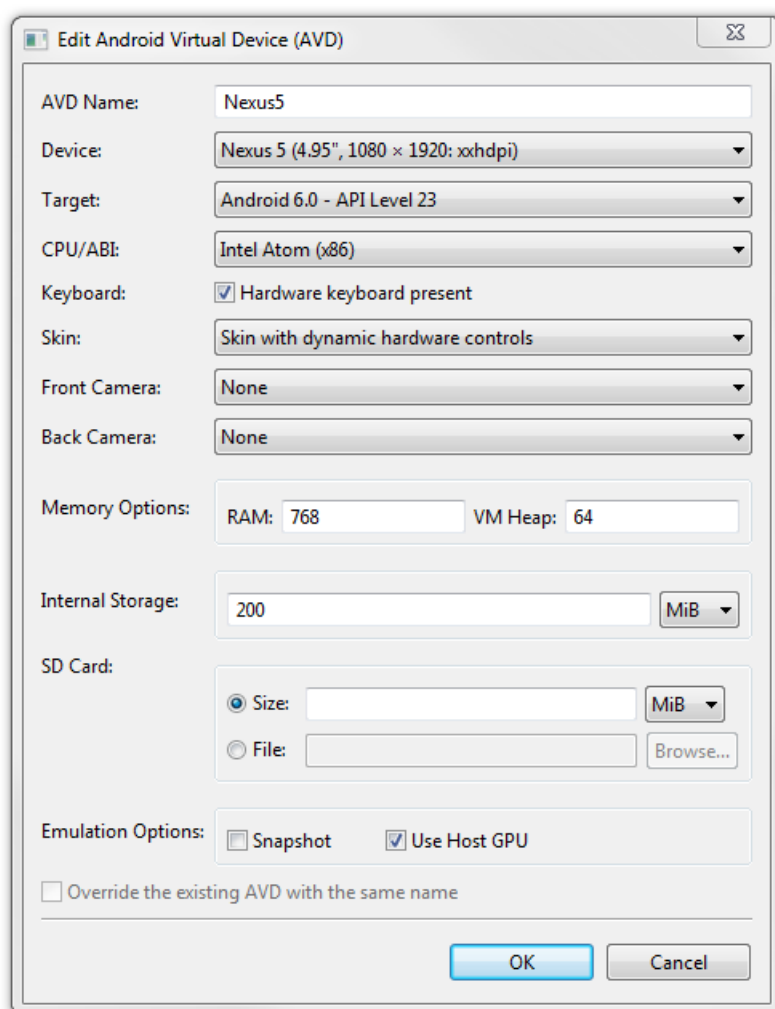 Edit Android Virtual Device (AVD)
AVD Name: Nexus5
Device: Nexus 5 (4.95", 1080 × 1920: xxhdpi)
Target: Android 6.0 - API Level 23
CPU/ABI: Intel Atom (x86)
Keyboard: Hardware keyboard present
Skin: Skin with dynamic hardware controls
Front Camera: None
Back Camera: None
Memory Options: RAM: 768 VM Heap: 64
Internal Storage: 200 MiB
SD Card:
Size: MiB
File: Browse...
Emulation Options: Snapshot Use Host GPU
Override the existing AVD with the same name
OK Cancel